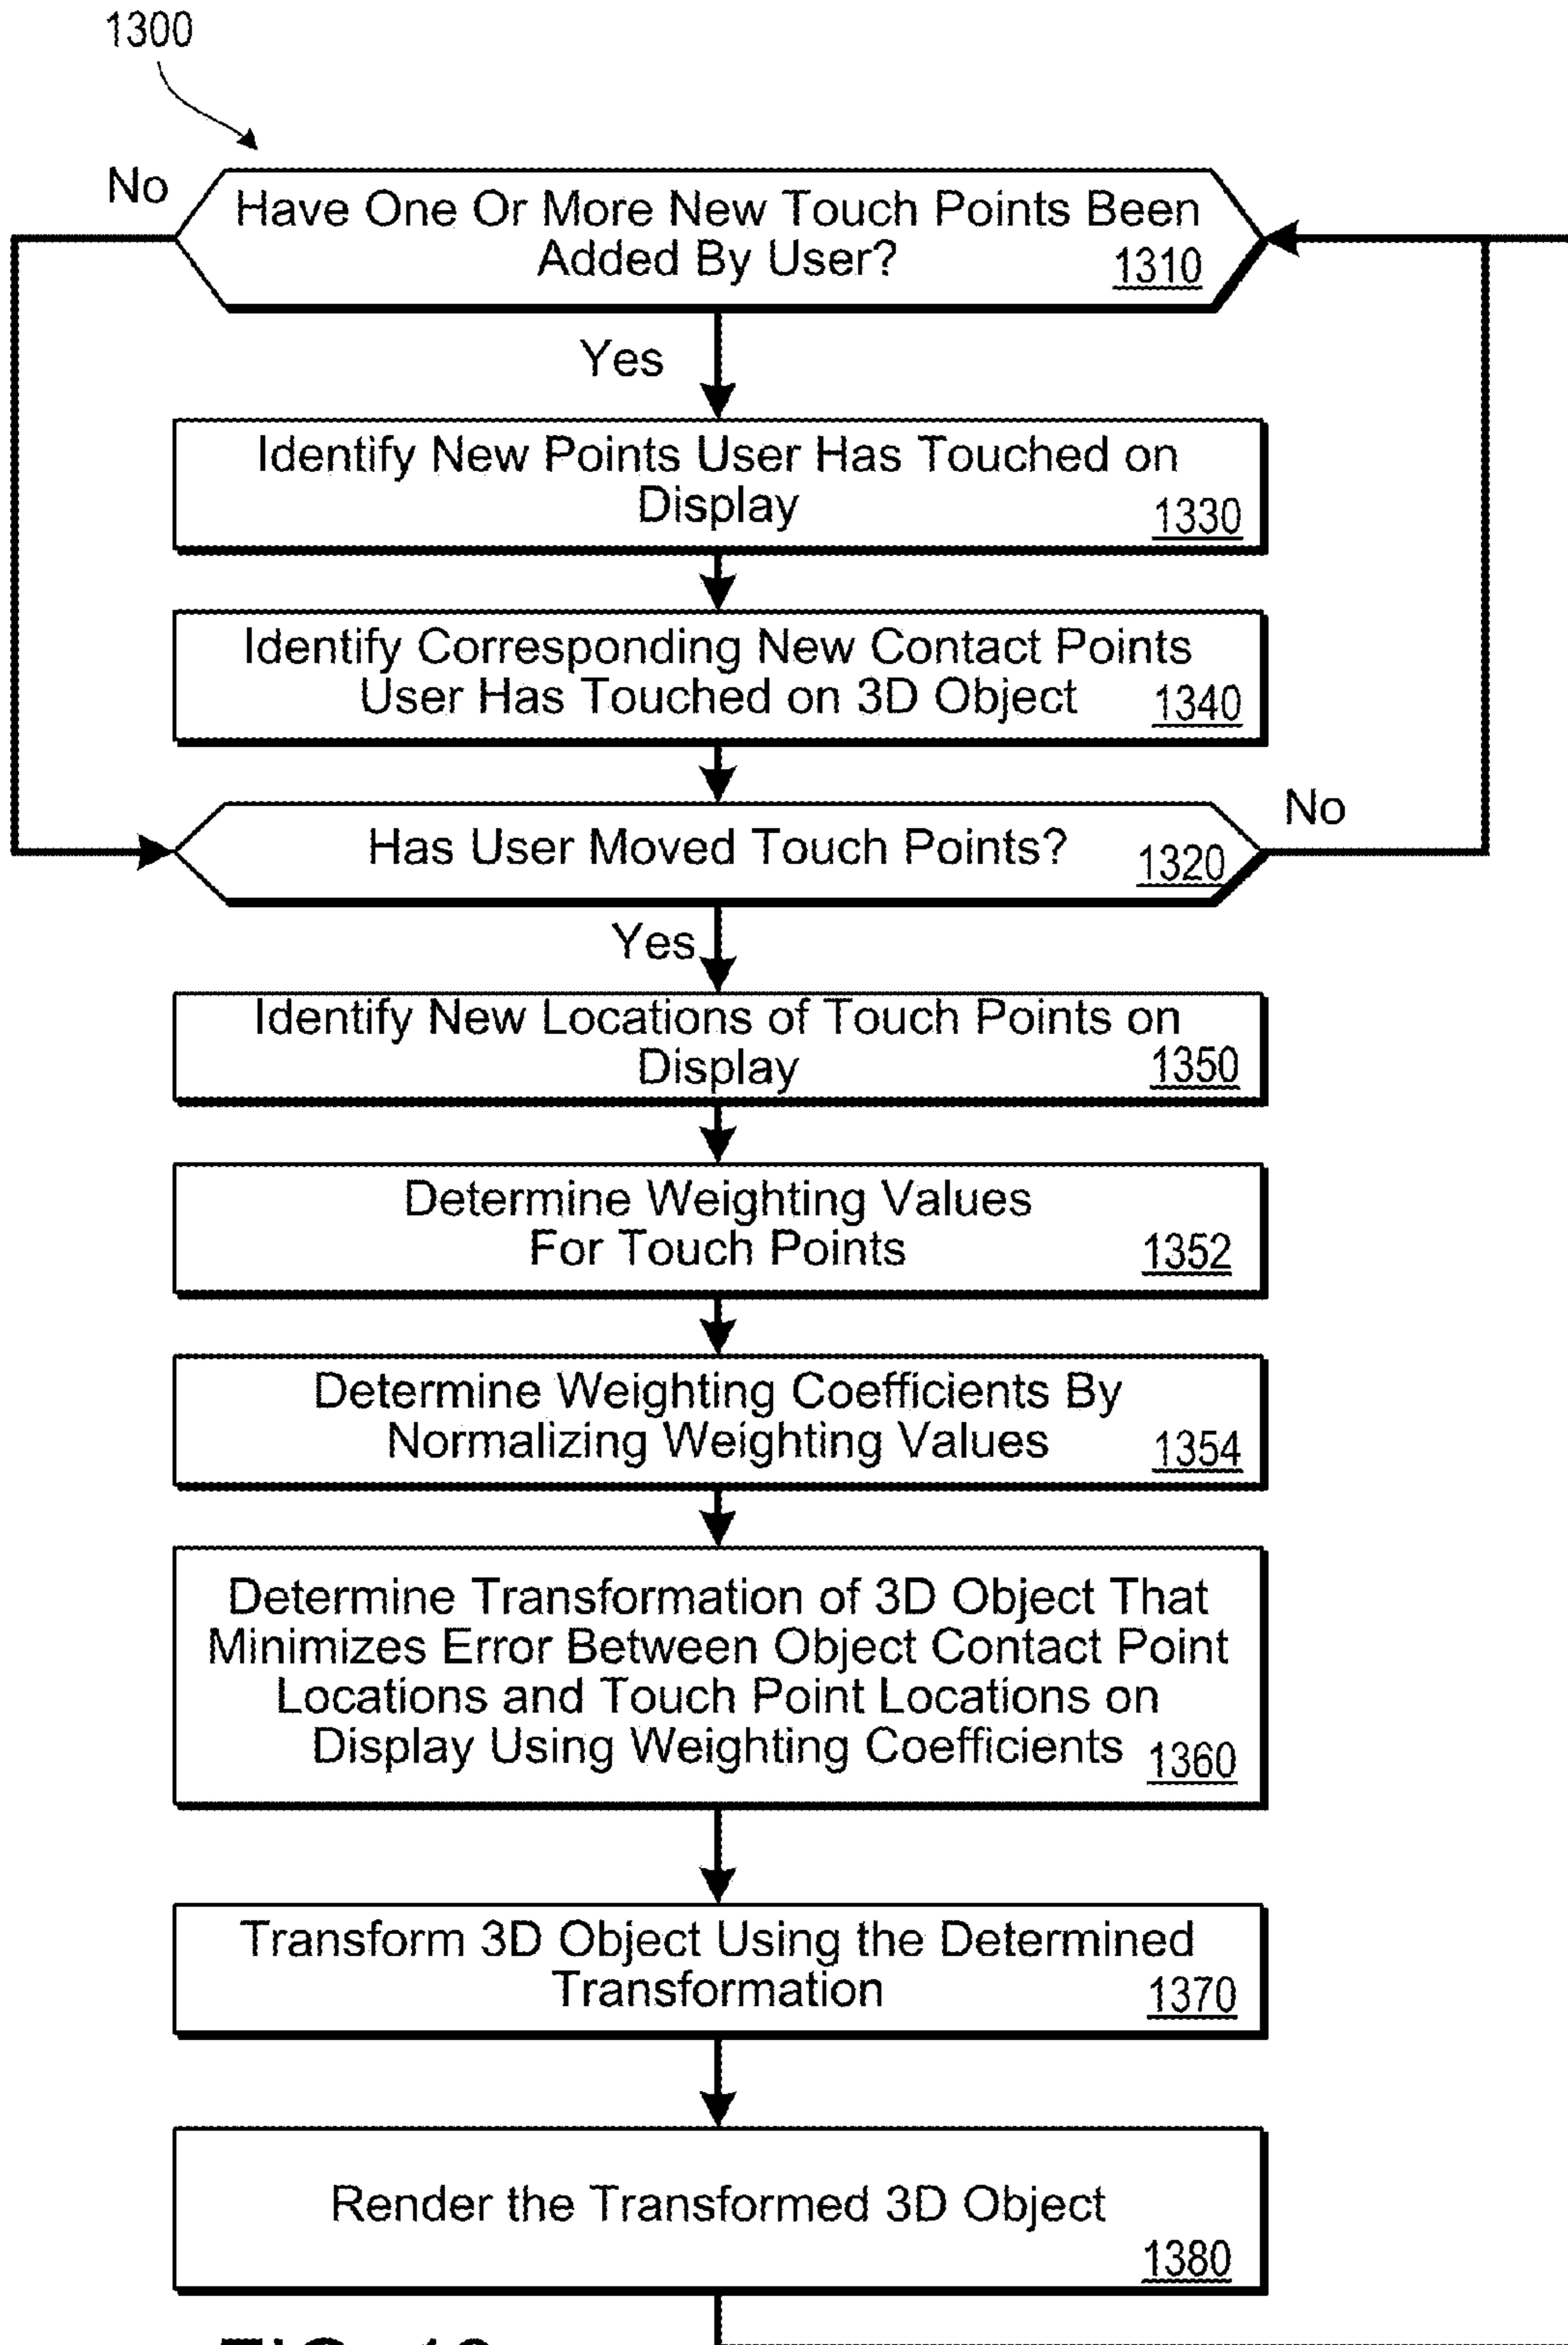 1300
No
Have One Or More New Touch Points Been
Added By User?
1310
Yes
Identify New Points User Has Touched on
Display
1330
Identify Corresponding New Contact Points
User Has Touched on 3D Object
1340
Has User Moved Touch Points?
1320
No
Yes
Identify New Locations of Touch Points on
Display
1350
Determine Weighting Values
For Touch Points
1352
Determine Weighting Coefficients By
Normalizing Weighting Values
1354
Determine Transformation of 3D Object That
Minimizes Error Between Object Contact Point
Locations and Touch Point Locations on
Display Using Weighting Coefficients
1360
Transform 3D Object Using the Determined
Transformation
1370
Render the Transformed 3D Object
1380